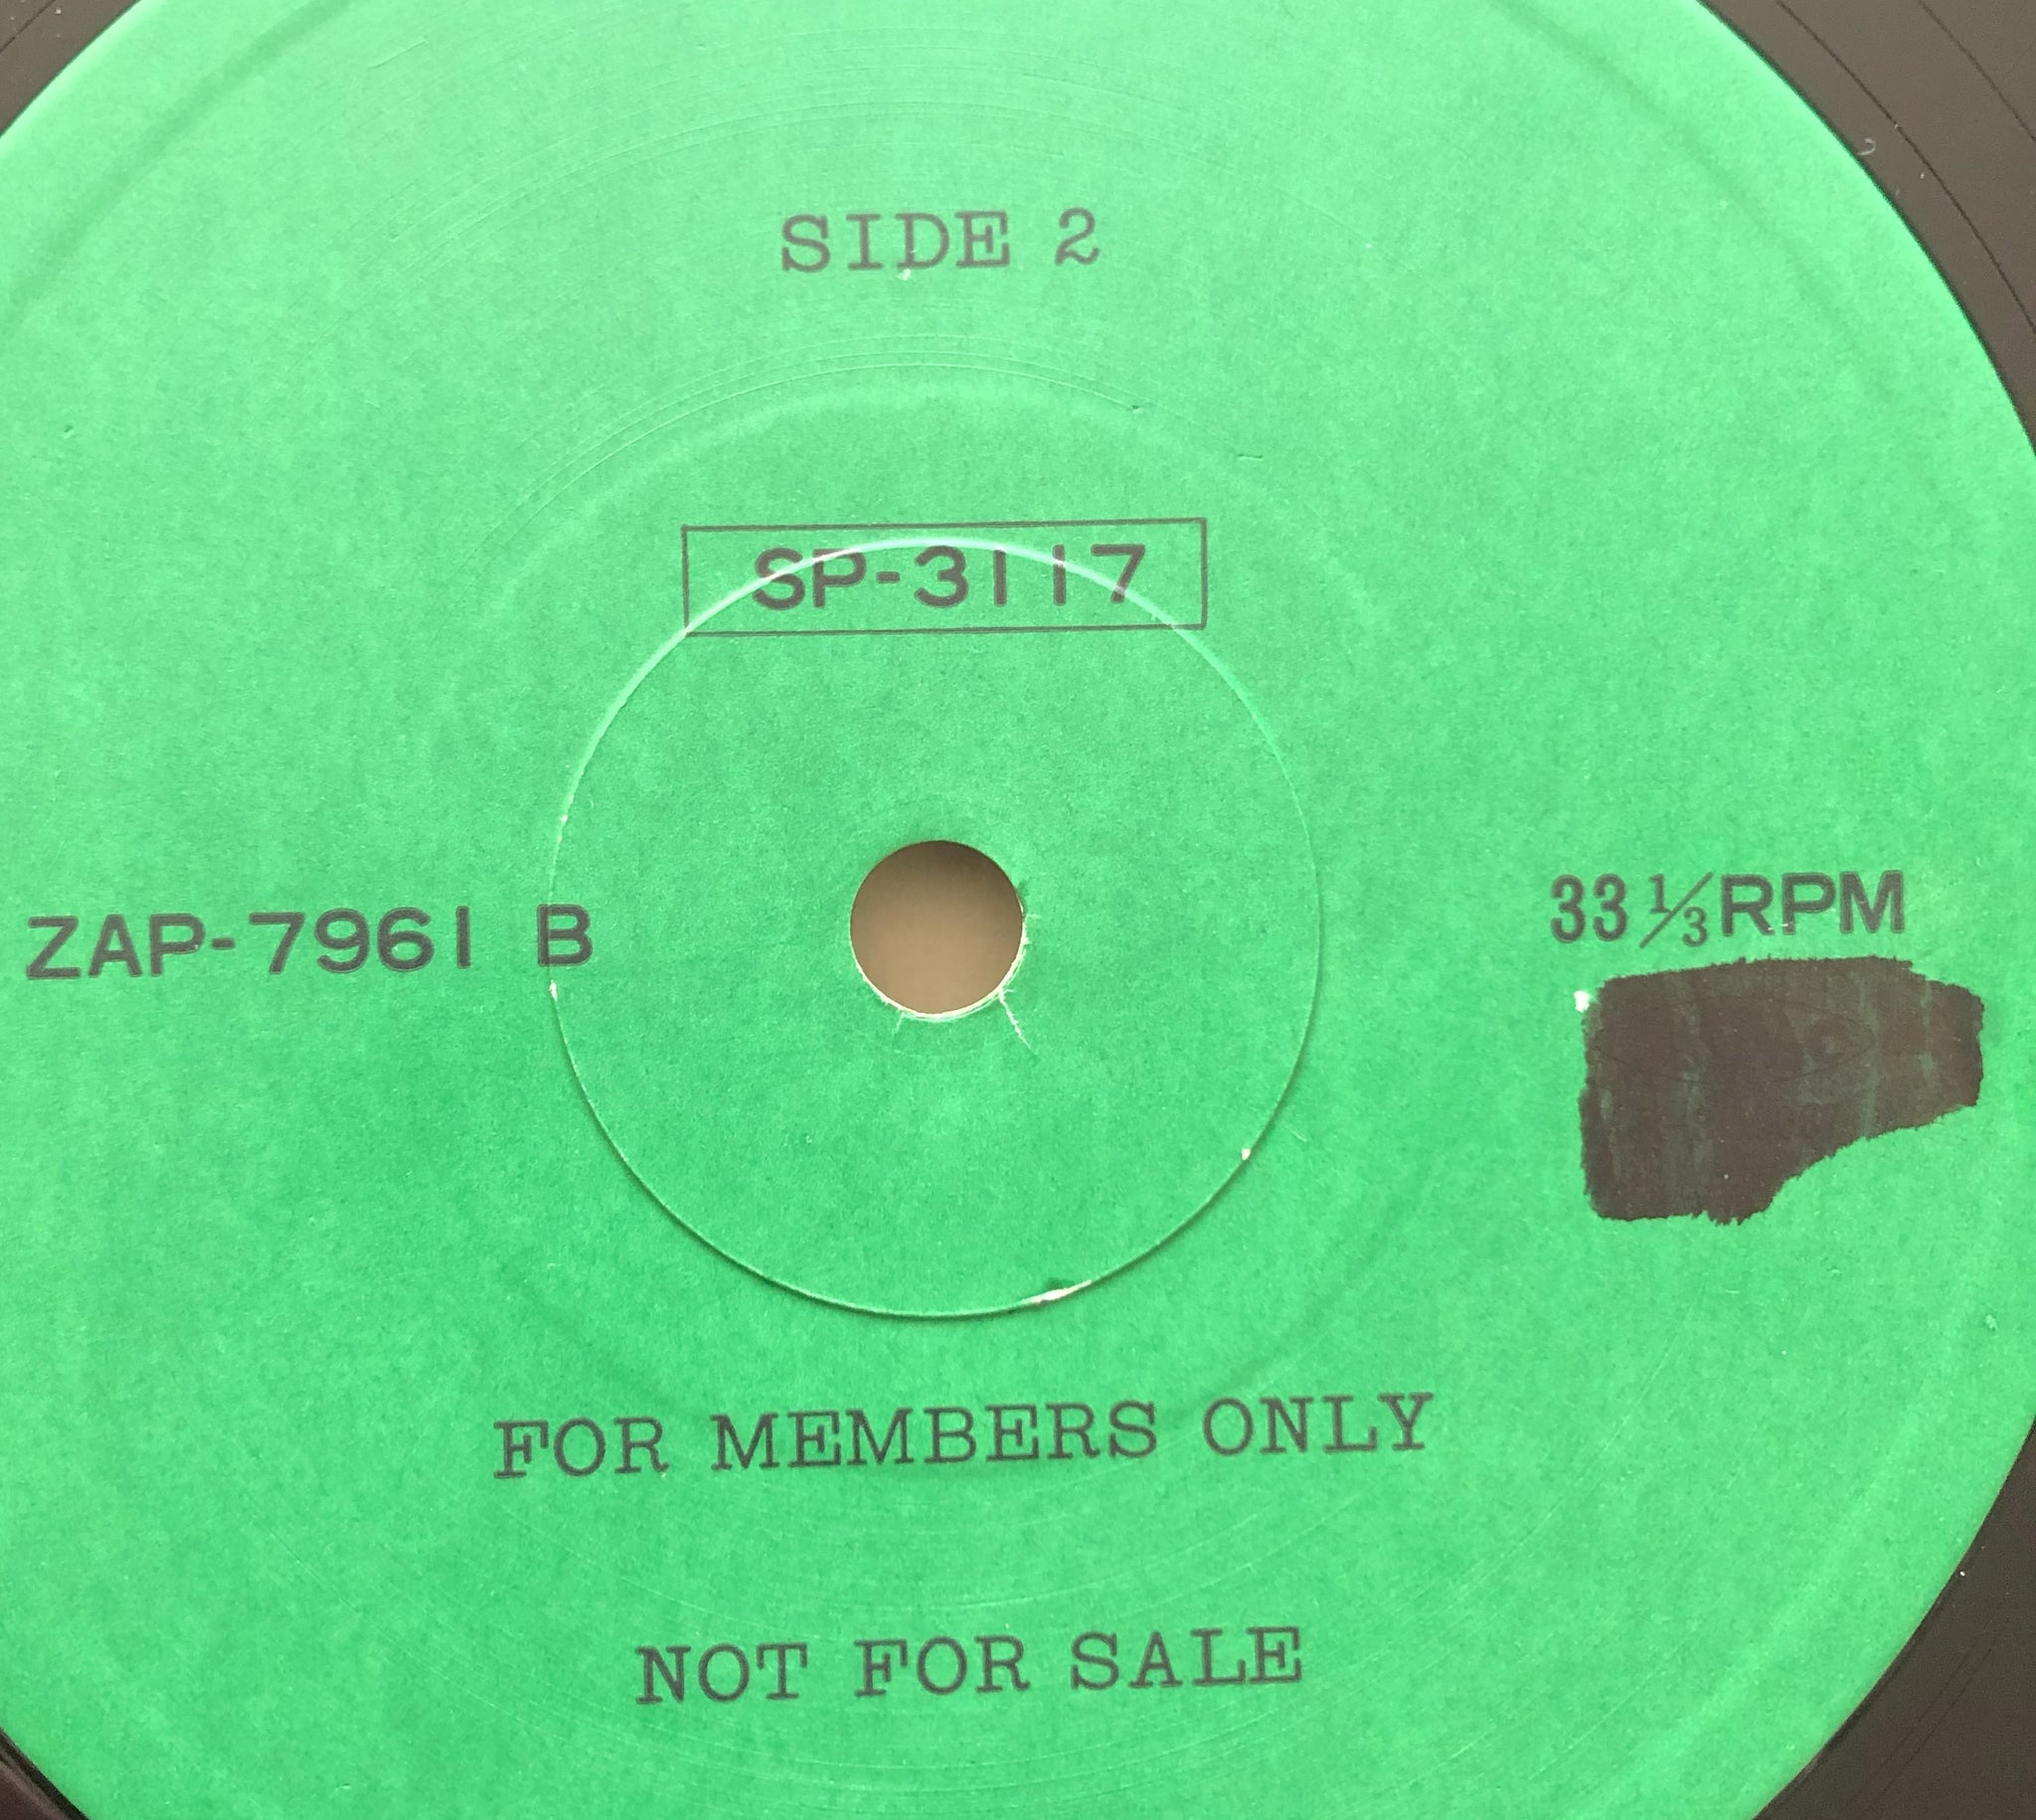 SIDE 2
SP-3117
ZAP-7961 B
33 1/3 RPM
FOR MEMBERS ONLY
NOT FOR SALE